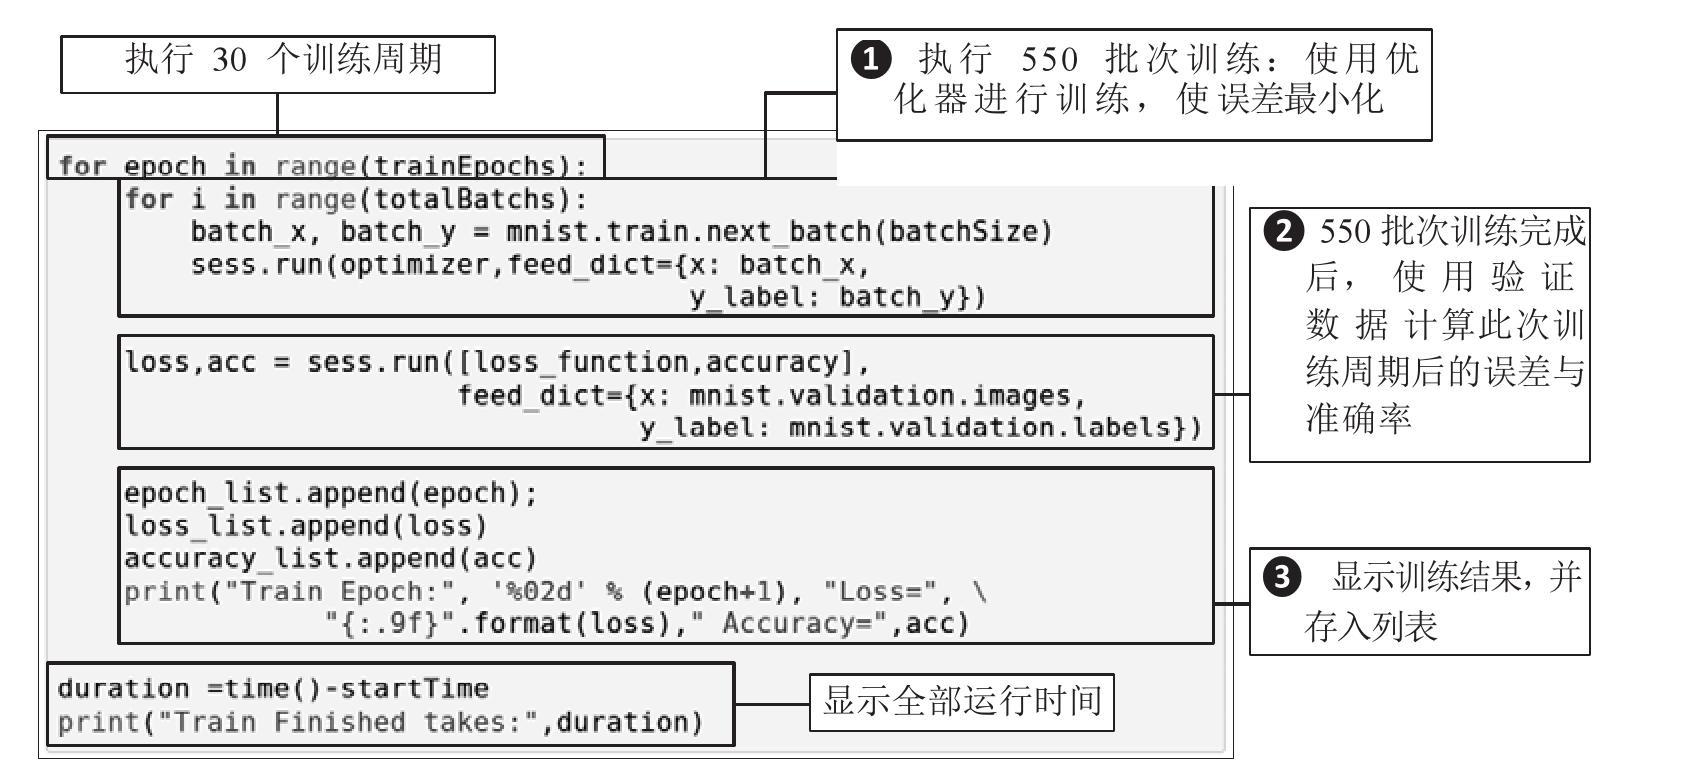 执行 30 个训练周期
❶ 执行 550 批次训练：使用优
化器进行训练，使误差最小化
for epoch in range(trainEpochs):
    for i in range(totalBatchs):
        batch_x, batch_y = mnist.train.next_batch(batchSize)
        sess.run(optimizer,feed_dict={x: batch_x,
                                      y_label: batch_y})
❷ 550 批次训练完成
后，使用验证
数据计算此次训
练周期后的误差与
准确率
    loss,acc = sess.run([loss_function,accuracy],
                        feed_dict={x: mnist.validation.images,
                                   y_label: mnist.validation.labels})
    epoch_list.append(epoch);
    loss_list.append(loss)
    accuracy_list.append(acc)
    print("Train Epoch:", '%02d' % (epoch+1), "Loss=", \
                "{:.9f}".format(loss)," Accuracy=",acc)
❸ 显示训练结果，并
存入列表
duration =time()-startTime
print("Train Finished takes:",duration)
显示全部运行时间